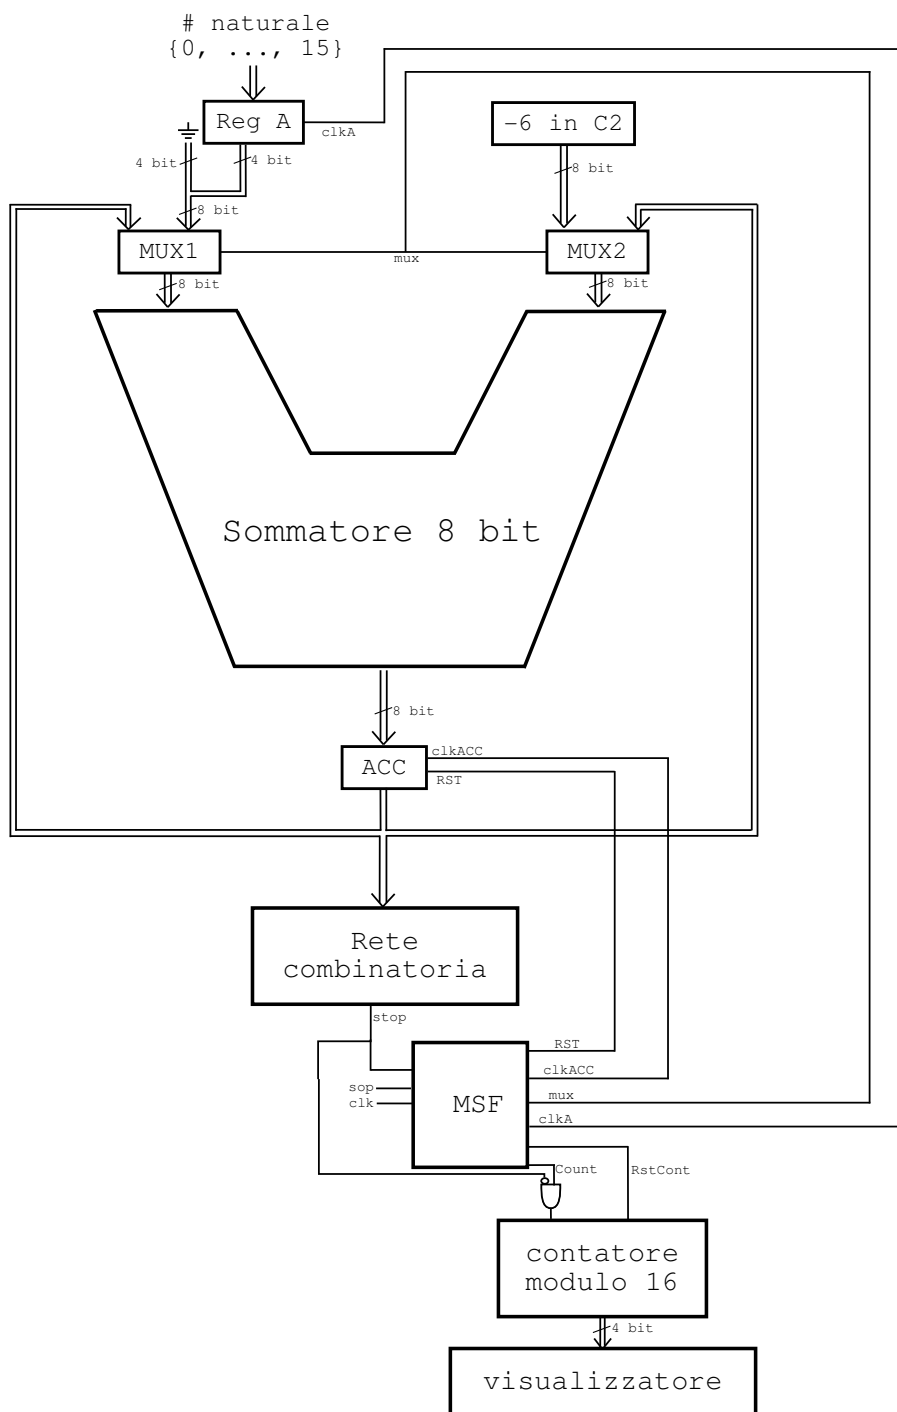 # naturale
{0, ..., 15}
Reg A
clkA
-6 in C2
4 bit
4 bit
8 bit
8 bit
MUX1
mux
MUX2
8 bit
8 bit
Sommatore 8 bit
8 bit
ACC
clkACC
RST
Rete
combinatoria
stop
sop
clk
MSF
RST
clkACC
mux
clkA
Count
RstCont
contatore
modulo 16
4 bit
visualizzatore